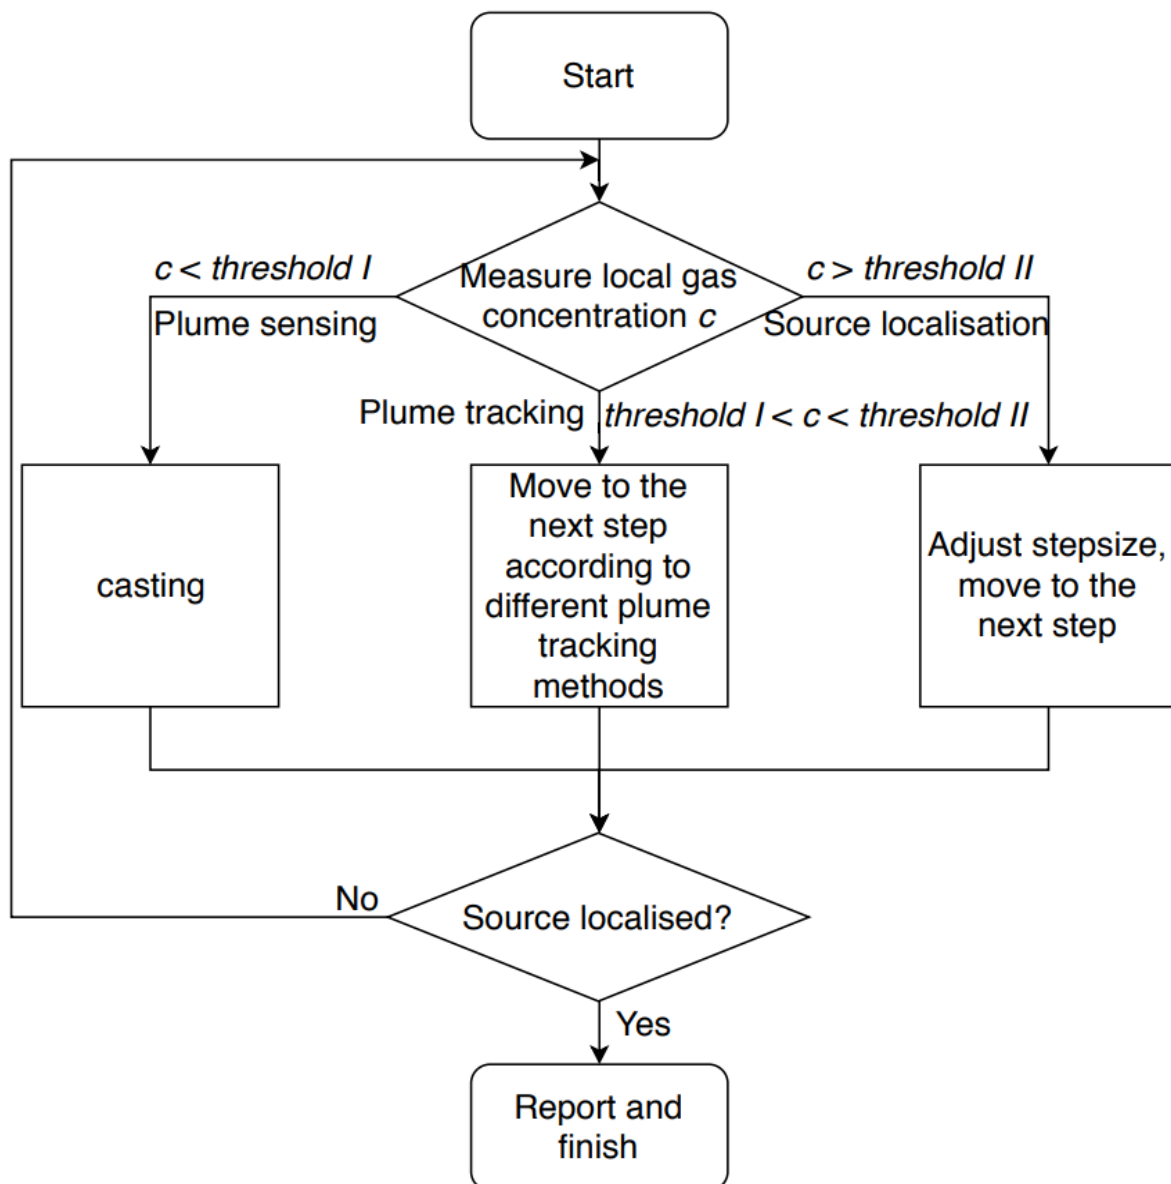 Start
c < threshold I
Measure local gas
concentration c
c > threshold II
Plume sensing
Source localisation
Plume tracking
threshold I < c < threshold II
casting
Move to the
next step
according to
different plume
tracking
methods
Adjust stepsize,
move to the
next step
No
Source localised?
Yes
Report and
finish